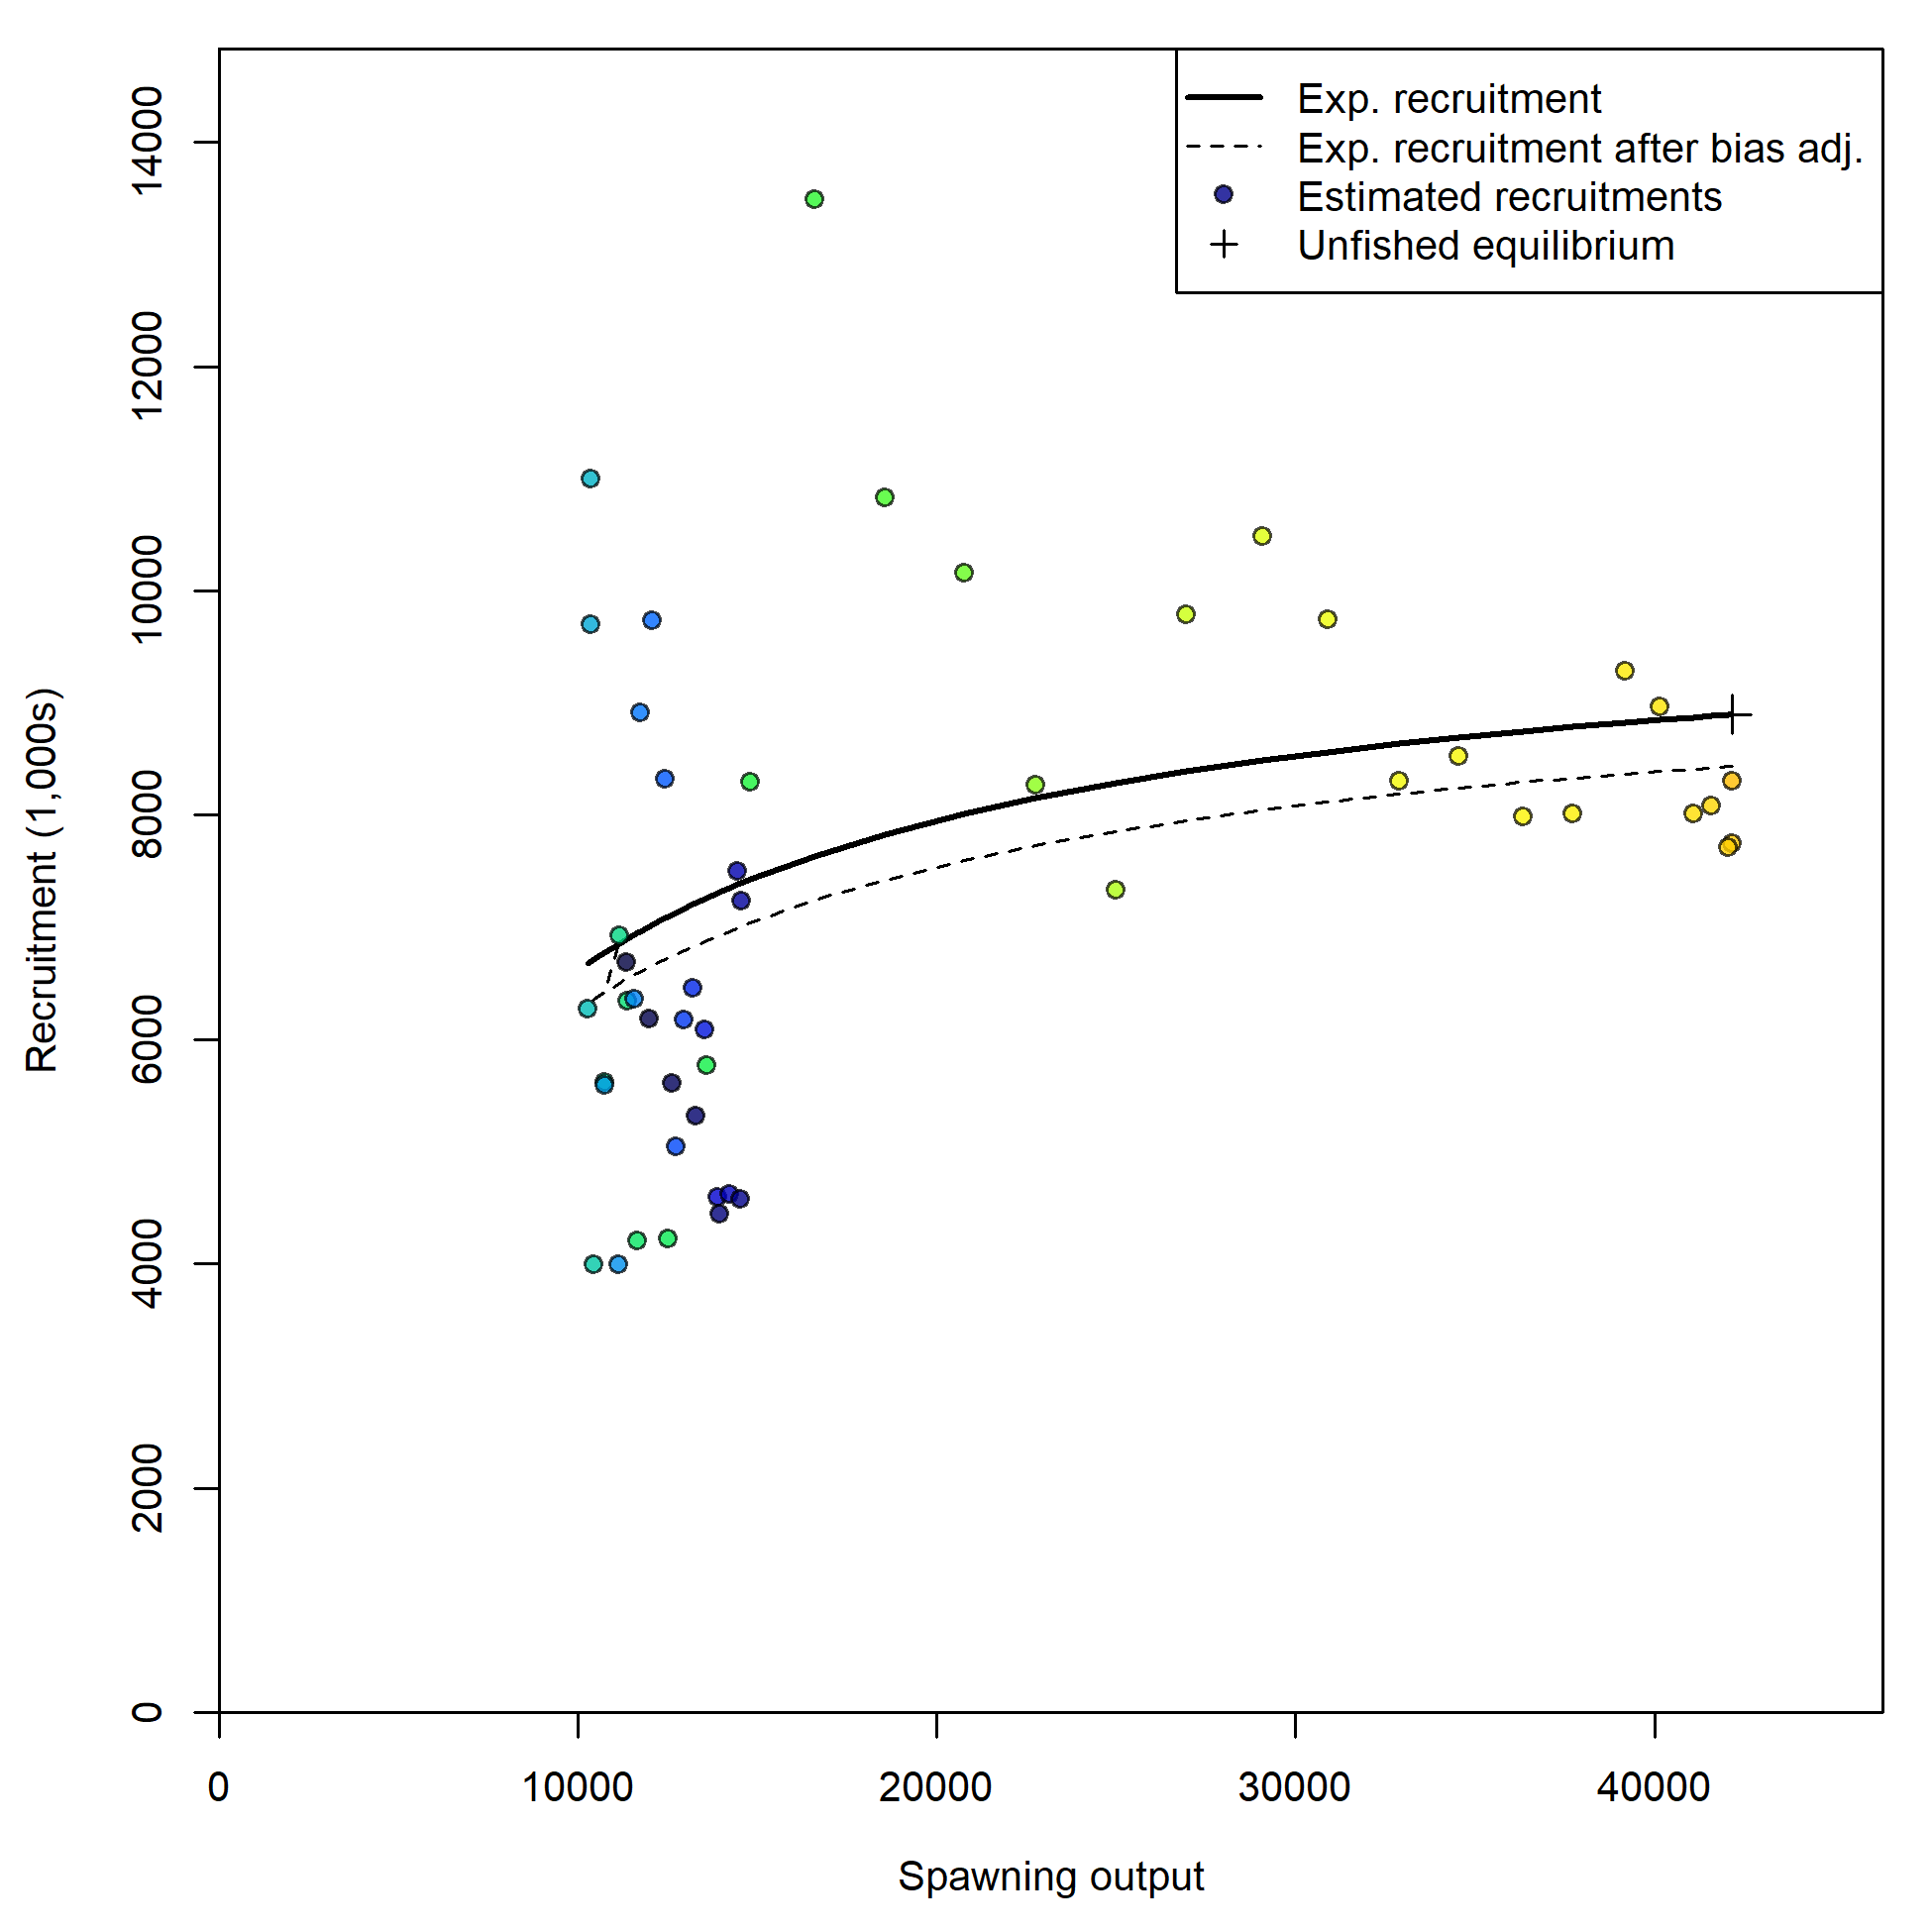 Exp. recruitment
Exp. recruitment after bias adj.
Estimated recruitments
Unfished equilibrium
Recruitment (1,000s)
14000
12000
10000
8000
6000
4000
2000
0
0 10000 20000 30000 40000
Spawning output